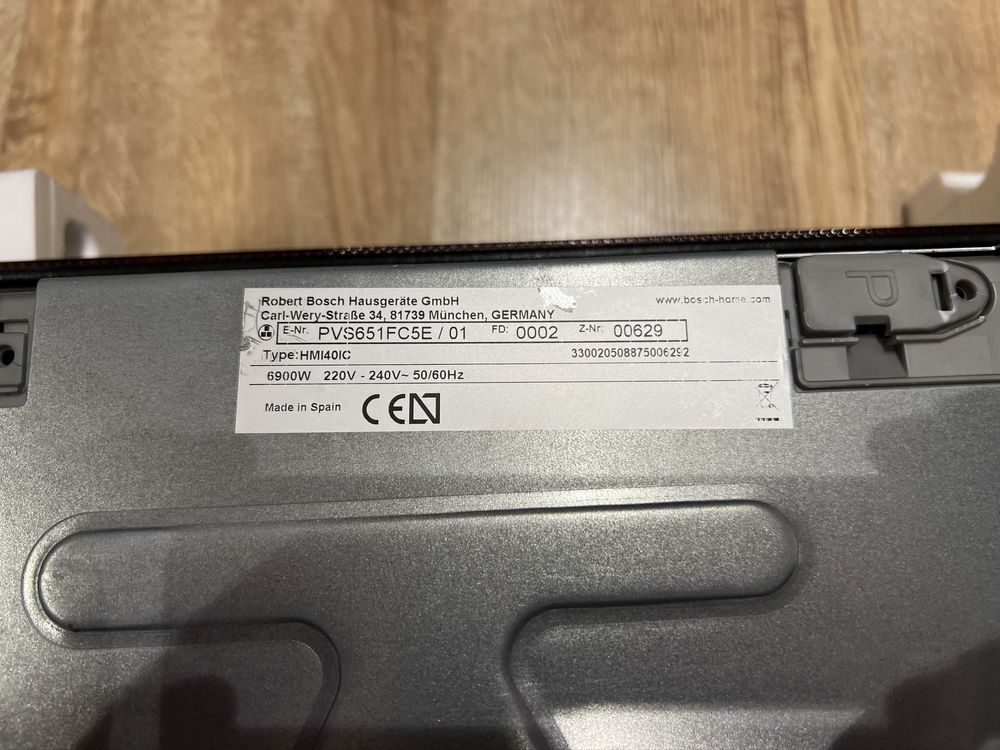 Robert Bosch Hausgeräte GmbH
www.bosch-home.com
Carl-Wery-Straße 34, 81739 München, GERMANY
E-Nr. PVS651FC5E / 01 FD: 0002 Z-Nr: 00629
Type: HMI40IC
330020508875006292
6900W 220V - 240V~ 50/60Hz
Made in Spain
CE
P